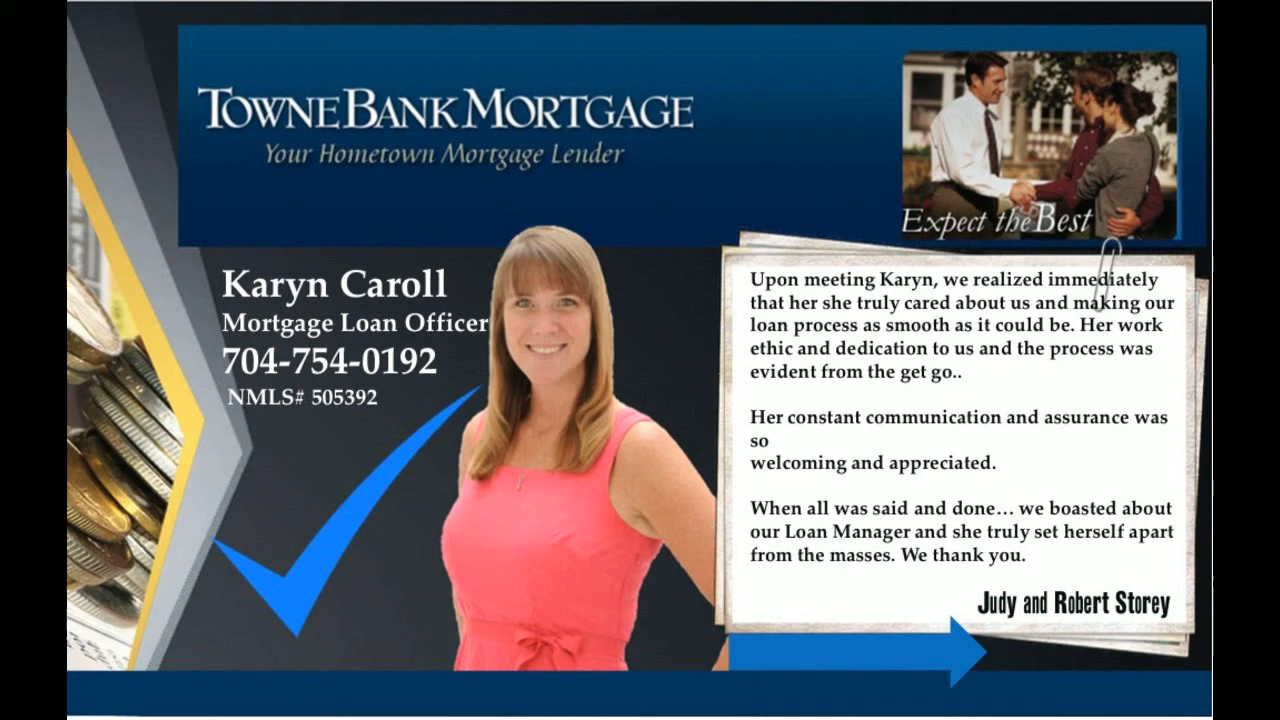 TOWNEBANK MORTGAGE
Your Hometown Mortgage Lender
Expect the Best
Karyn Caroll
Mortgage Loan Officer
704-754-0192
NMLS# 505392
Upon meeting Karyn, we realized immediately
that her she truly cared about us and making our
loan process as smooth as it could be. Her work
ethic and dedication to us and the process was
evident from the get go..
Her constant communication and assurance was
so
welcoming and appreciated.
When all was said and done… we boasted about
our Loan Manager and she truly set herself apart
from the masses. We thank you.
Judy and Robert Storey